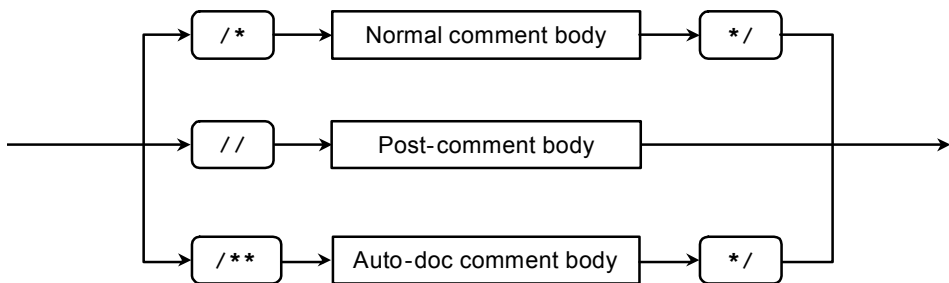 /* Normal comment body */
// Post-comment body
/** Auto-doc comment body */